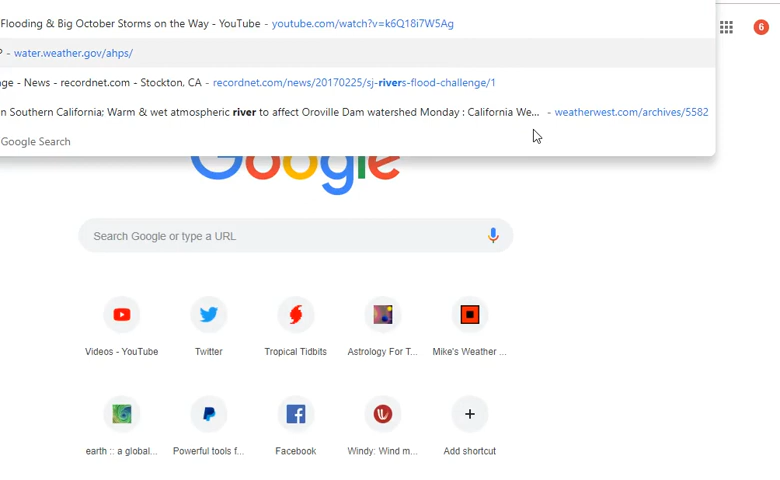 Flooding & Big October Storms on the Way - YouTube - youtube.com/watch?v=k6Q18i7W5Ag
6
- water.weather.gov/ahps/
ge - News - recordnet.com - Stockton, CA - recordnet.com/news/20170225/sj-rivers-flood-challenge/1
n Southern California; Warm & wet atmospheric river to affect Oroville Dam watershed Monday : California We... - weatherwest.com/archives/5582
Google Search
Google
Search Google or type a URL
Videos - YouTube
Twitter
Tropical Tidbits
Astrology For T...
Mike's Weather ...
earth :: a global...
Powerful tools f...
Facebook
Windy: Wind m...
Add shortcut